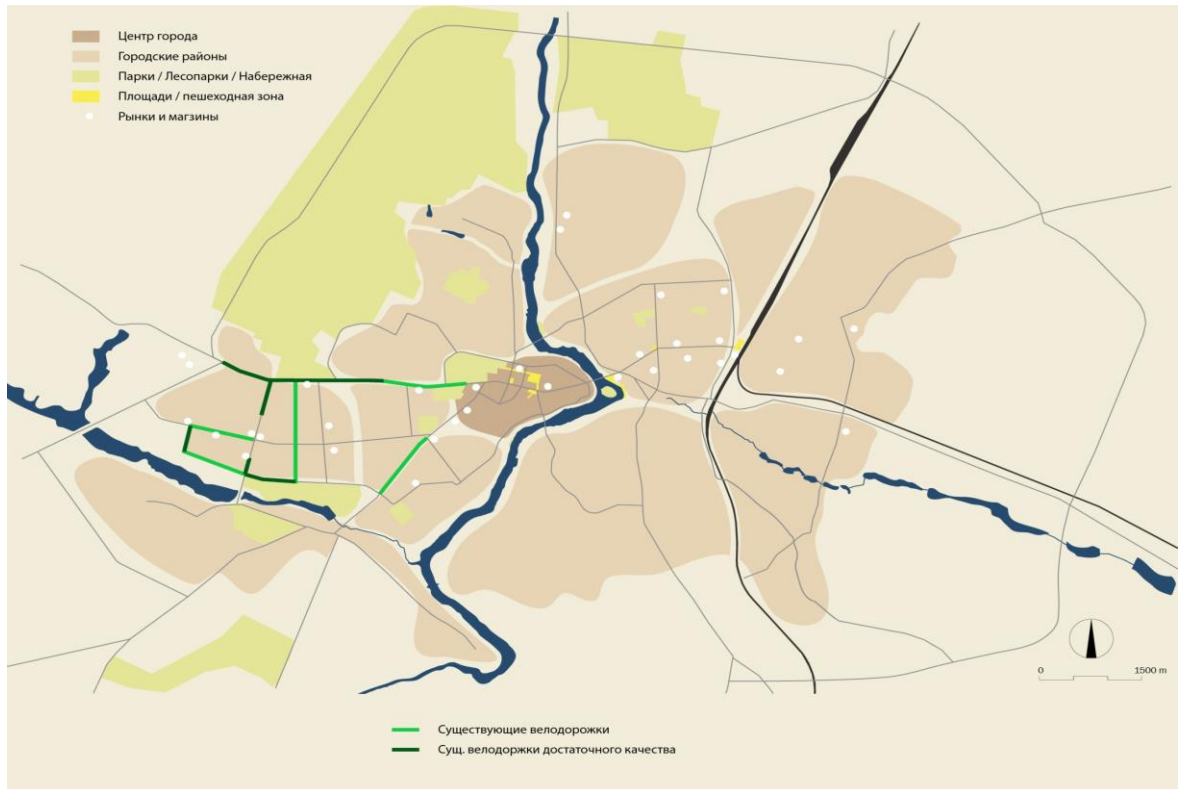 Центр города
Городские районы
Парки / Лесопарки / Набережная
Площади / пешеходная зона
Рынки и магзины
0 1500 m
Существующие велодорожки
Сущ. велодоржки достаточного качества